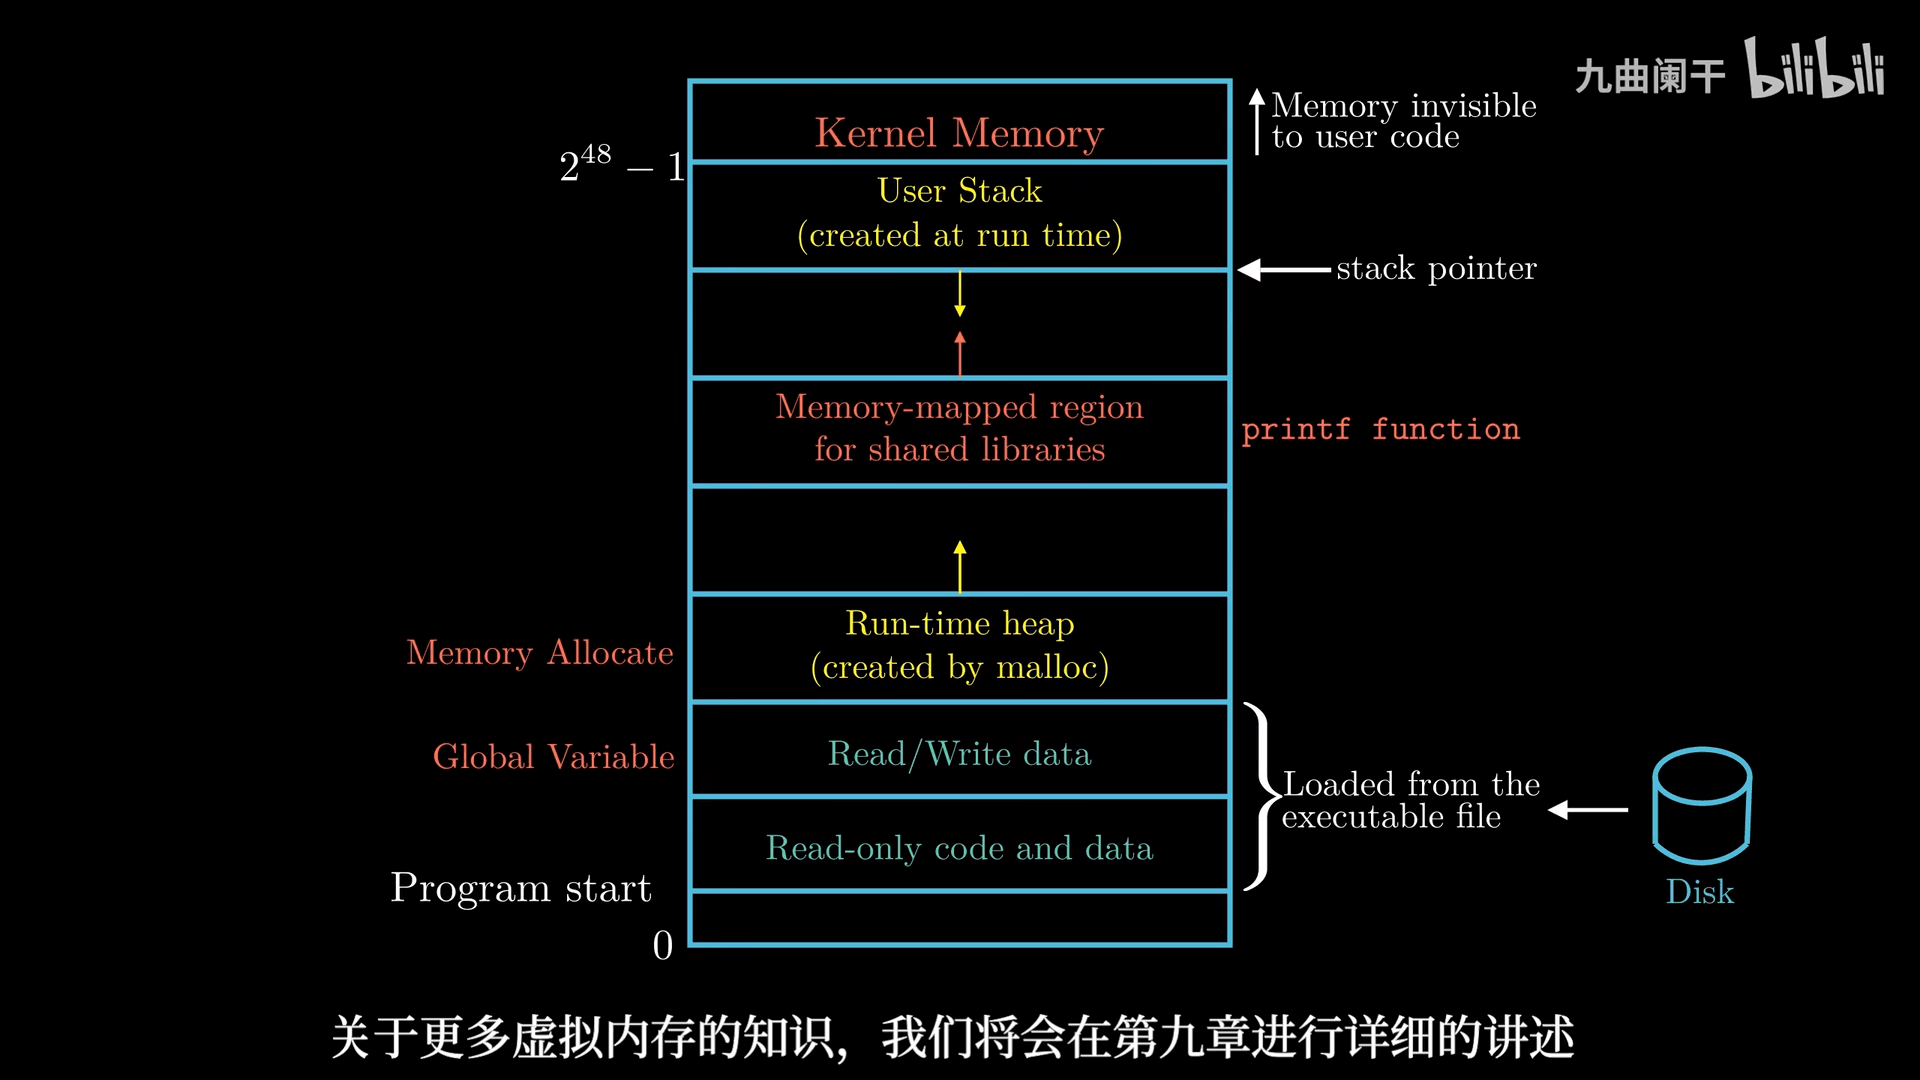 九曲阑干 bilibili
Memory invisible
to user code
Kernel Memory
2^48 − 1
User Stack
(created at run time)
stack pointer
Memory-mapped region
for shared libraries
printf function
Run-time heap
(created by malloc)
Memory Allocate
Global Variable
Read/Write data
Loaded from the
executable file
Read-only code and data
Program start
Disk
0
关于更多虚拟内存的知识，我们将会在第九章进行详细的讲述